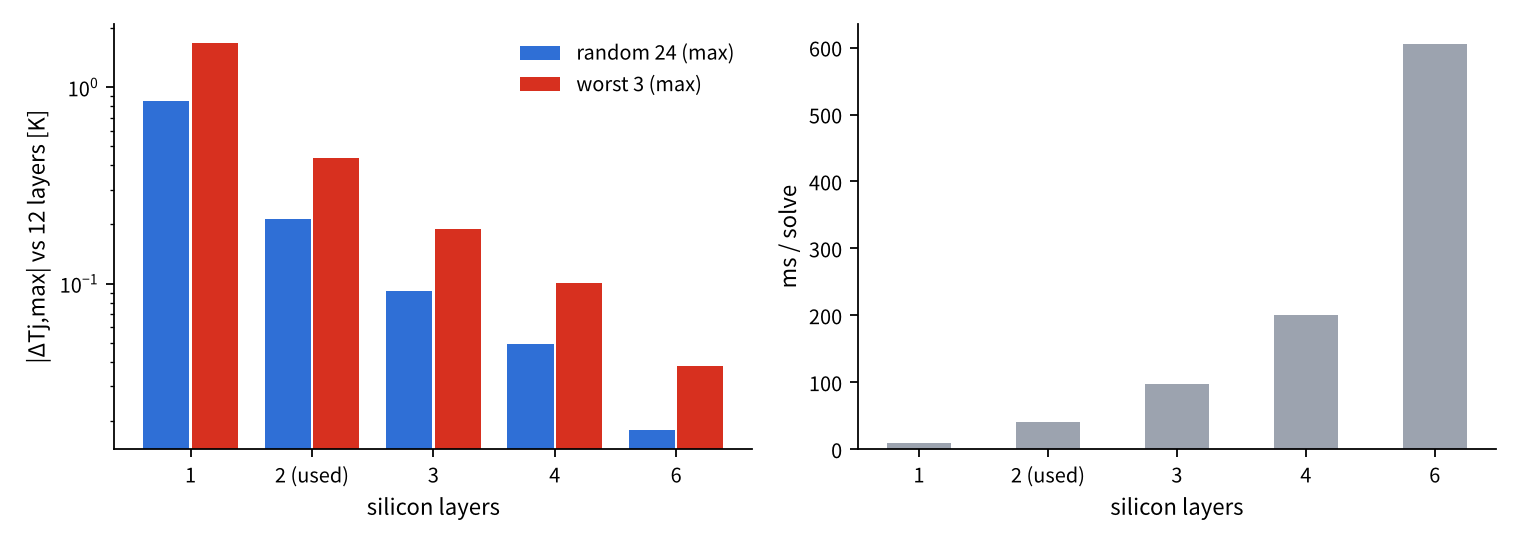 |ΔTj,max| vs 12 layers [K]
10⁰
10⁻¹
random 24 (max)
worst 3 (max)
1
2 (used)
3
4
6
silicon layers
ms / solve
600
500
400
300
200
100
0
1
2 (used)
3
4
6
silicon layers